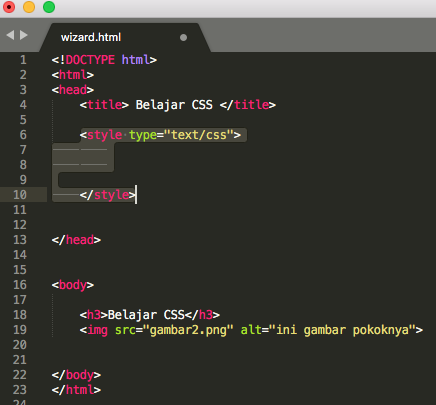 wizard.html
1 <!DOCTYPE html>
2 <html>
3 <head>
4 <title> Belajar CSS </title>
5
6 <style type="text/css">
7
8
9
10 </style>
11
12
13 </head>
14
15
16 <body>
17
18 <h3>Belajar CSS</h3>
19 <img src="gambar2.png" alt="ini gambar pokoknya">
20
21
22 </body>
23 </html>
24